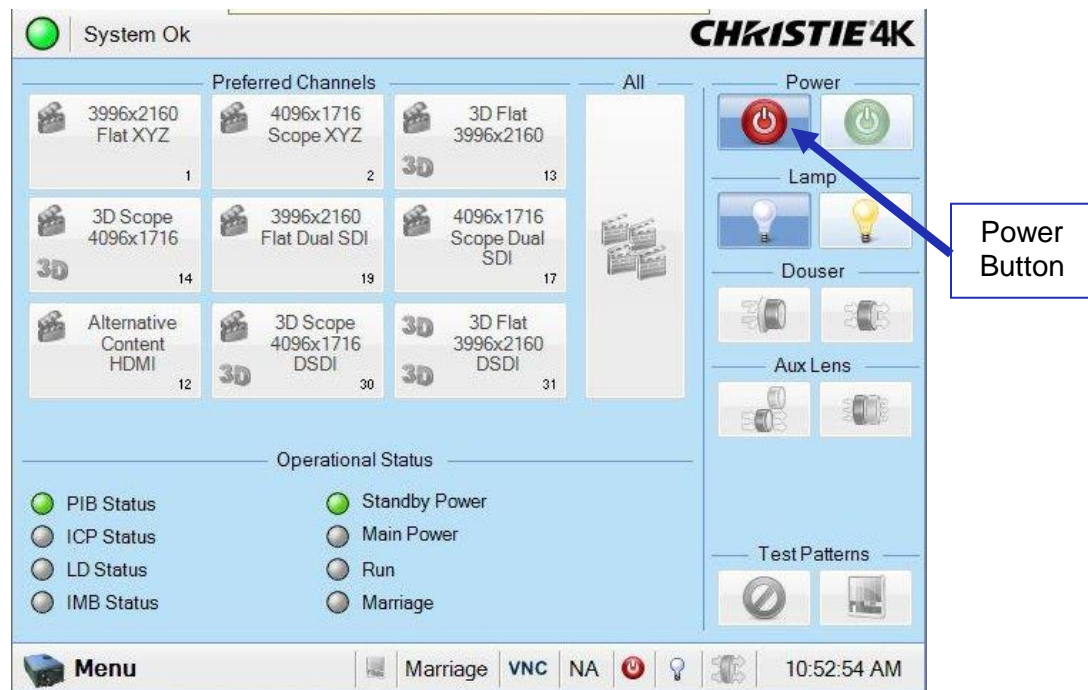 System Ok
CHRISTIE 4K
Preferred Channels
All
Power
3996x2160
Flat XYZ
1
4096x1716
Scope XYZ
2
3D Flat
3996x2160
3D
13
Lamp
3D Scope
4096x1716
3D
14
3996x2160
Flat Dual SDI
19
4096x1716
Scope Dual
SDI
17
Power
Button
Douser
Alternative
Content
HDMI
12
3D Scope
4096x1716
DSDI
3D
30
3D
3D Flat
3996x2160
DSDI
3D
31
Aux Lens
Operational Status
PIB Status
Standby Power
ICP Status
Main Power
LD Status
Run
IMB Status
Marriage
Test Patterns
Menu
Marriage
VNC
NA
10:52:54 AM